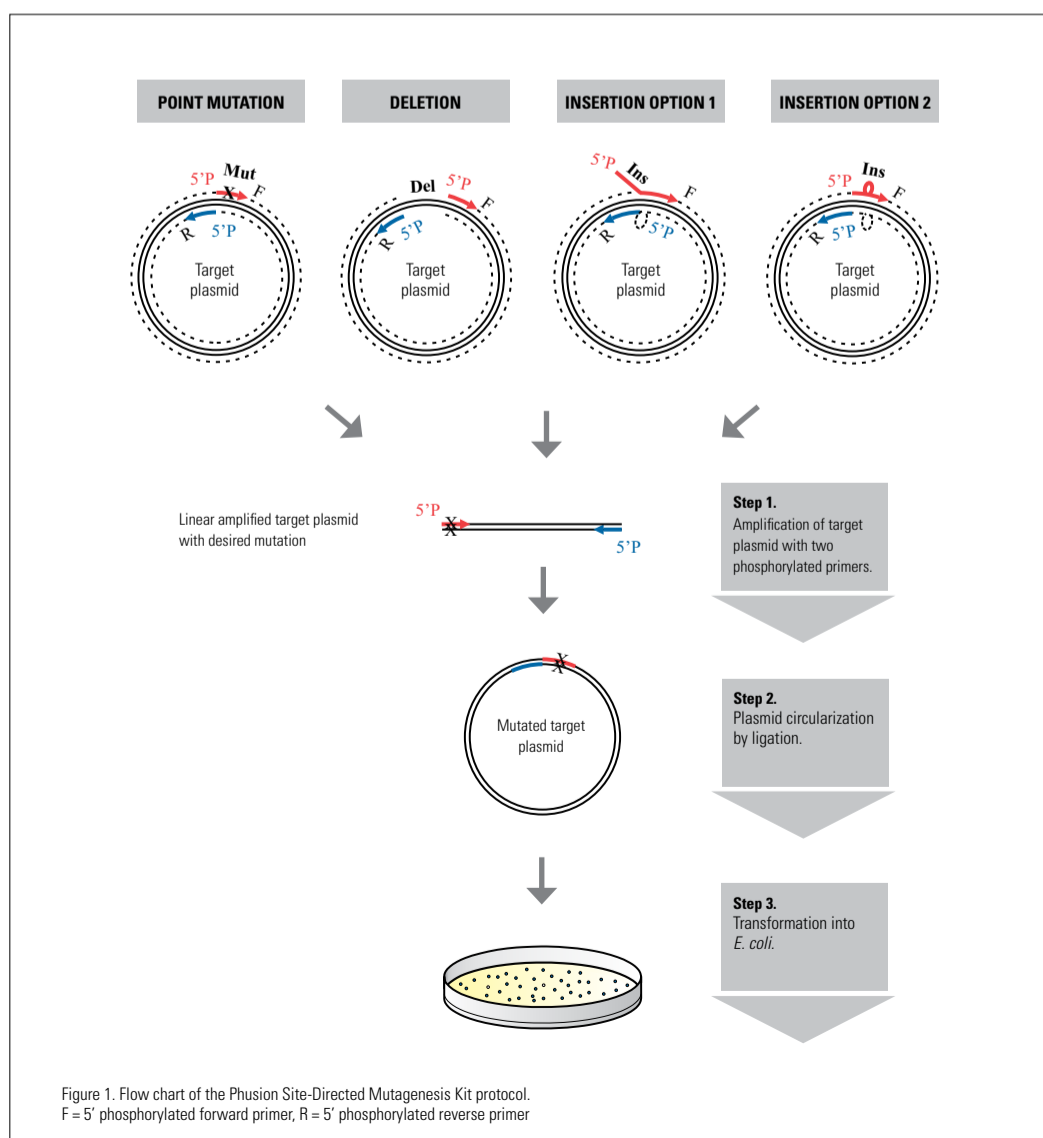 POINT MUTATION
DELETION
INSERTION OPTION 1
INSERTION OPTION 2
5'P
Mut
X
F
R
5'P
Target
plasmid
Del
5'P
F
R
5'P
Target
plasmid
5'P
Ins
F
R
5'P
Target
plasmid
5'P
Ins
F
R
5'P
Target
plasmid
Linear amplified target plasmid
with desired mutation
5'P
X
X
5'P
Step 1.
Amplification of target
plasmid with two
phosphorylated primers.
X
X
Mutated target
plasmid
Step 2.
Plasmid circularization
by ligation.
Step 3.
Transformation into
E. coli.
Figure 1. Flow chart of the Phusion Site-Directed Mutagenesis Kit protocol.
F = 5' phosphorylated forward primer, R = 5' phosphorylated reverse primer